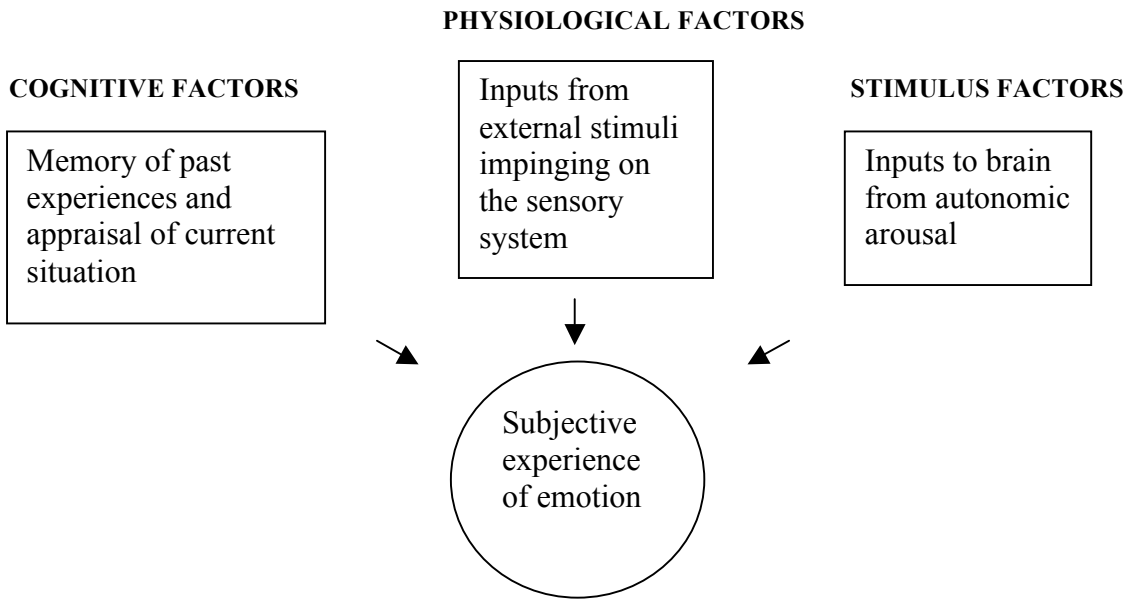 PHYSIOLOGICAL FACTORS
COGNITIVE FACTORS
STIMULUS FACTORS
Memory of past
experiences and
appraisal of current
situation
Inputs from
external stimuli
impinging on
the sensory
system
Inputs to brain
from autonomic
arousal
Subjective
experience
of emotion